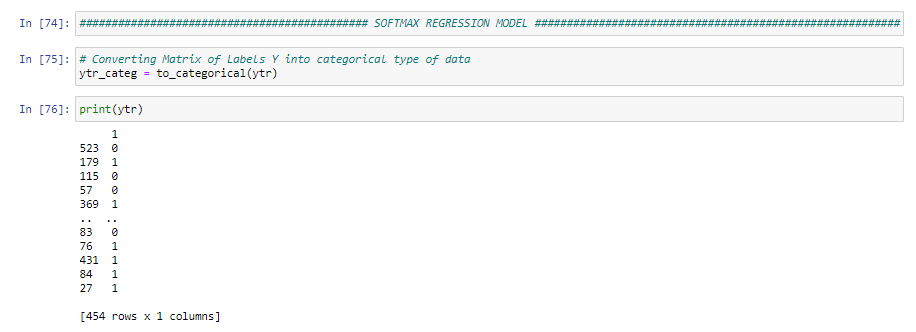 In [74]: ############################################# SOFTMAX REGRESSION MODEL #########################################################
In [75]: # Converting Matrix of Labels Y into categorical type of data
ytr_categ = to_categorical(ytr)
In [76]: print(ytr)
1
523 0
179 1
115 0
57 0
369 1
.. ..
83 0
76 1
431 1
84 1
27 1
[454 rows x 1 columns]